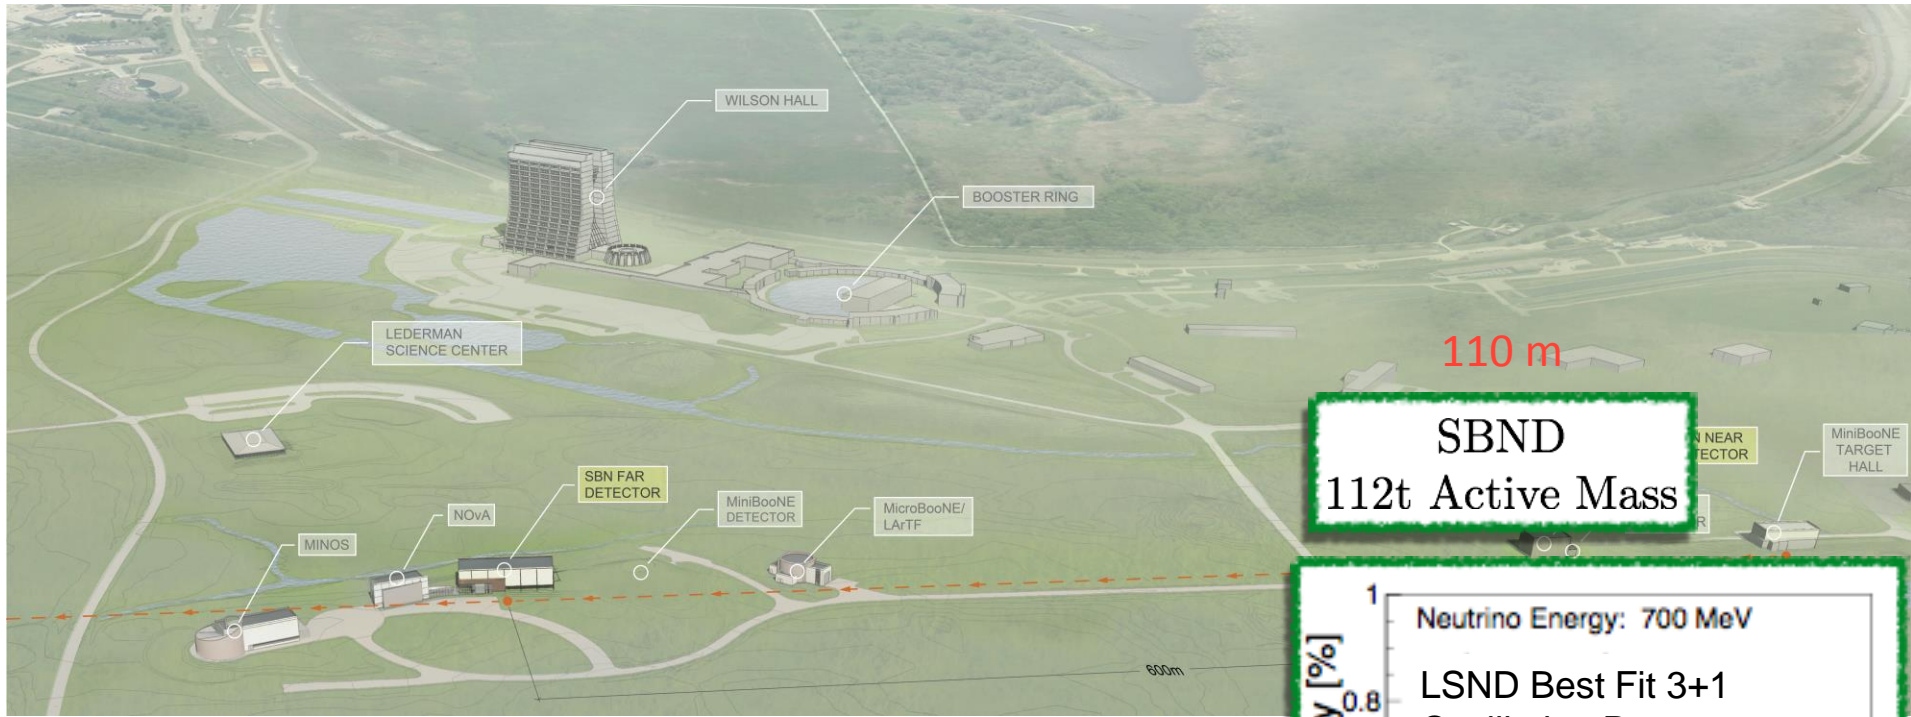 WILSON HALL
BOOSTER RING
LEDERMAN
SCIENCE CENTER
110 m
SBND
112t Active Mass
NEAR
MiniBooNE
TARGET
HALL
SBN FAR
DETECTOR
MiniBooNE
DETECTOR
MicroBooNE/
LArTF
NOvA
MINOS
600m
1
Neutrino Energy: 700 MeV
[%]
LSND Best Fit 3+1
0.8